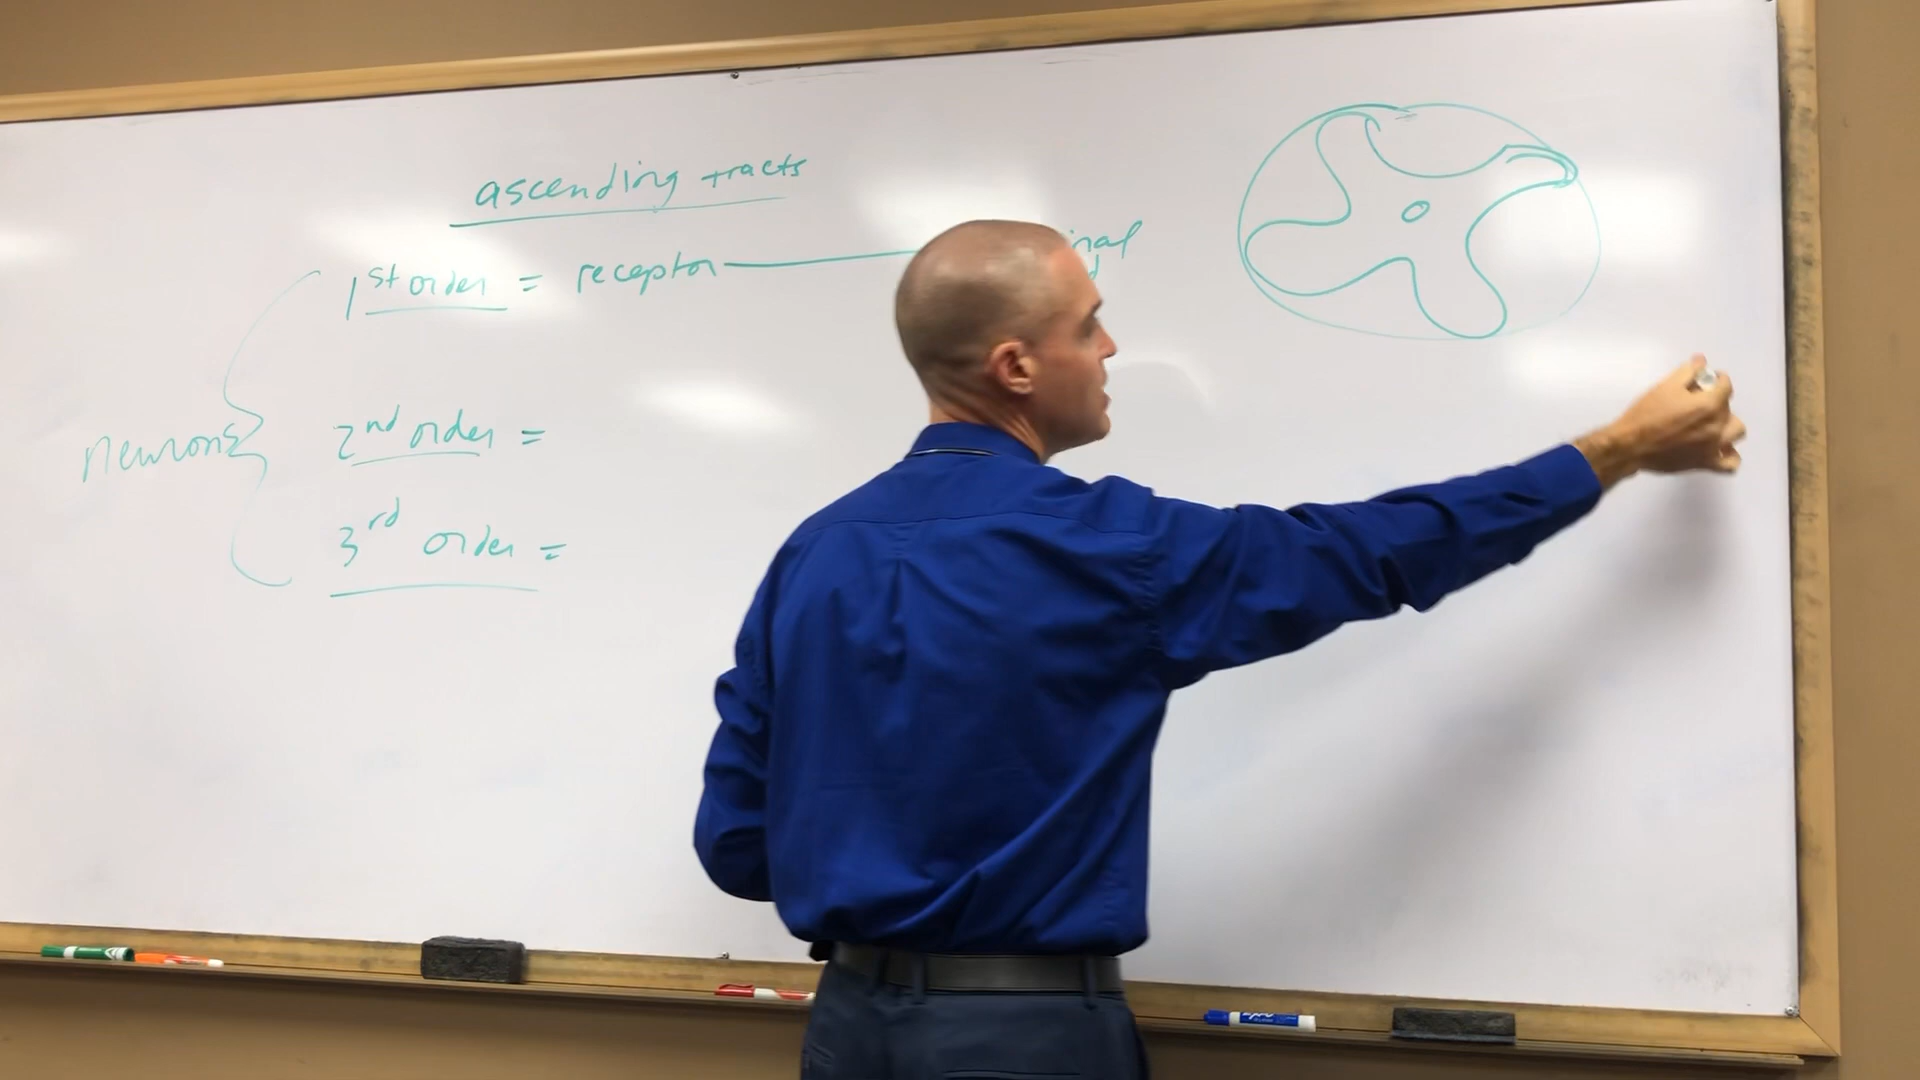 ascending tracts
1st order = receptor
neurons
2nd order =
3rd order =